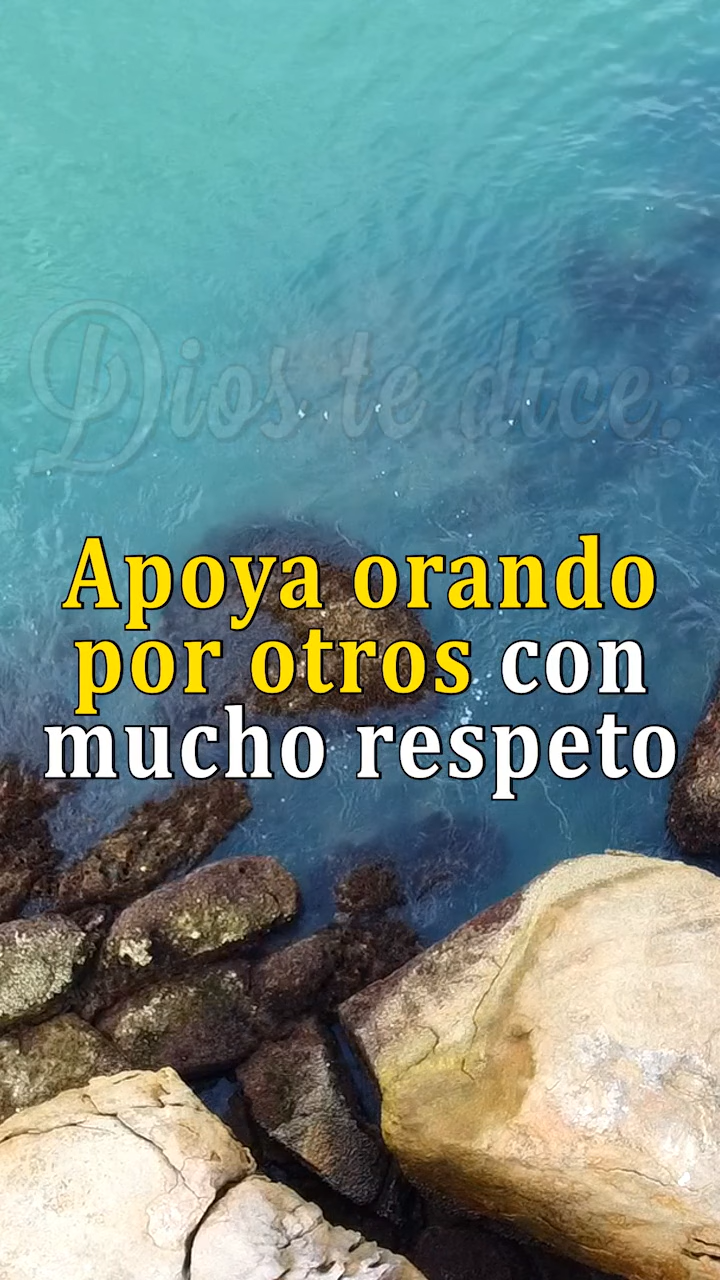 Dios te dice:
Apoya orando
por otros con
mucho respeto